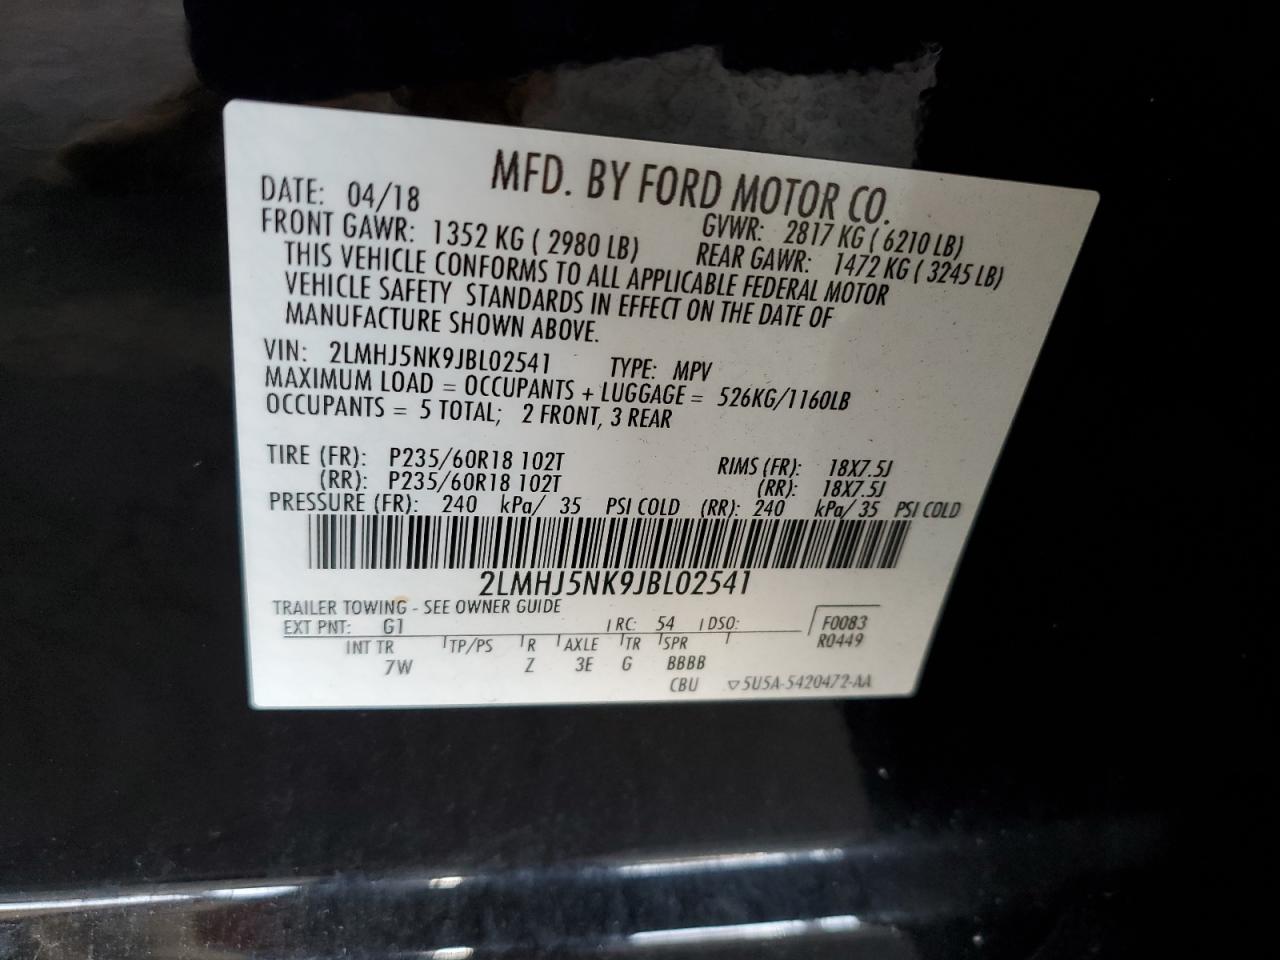 MFD. BY FORD MOTOR CO.
DATE: 04/18 GVWR: 2817 KG ( 6210 LB)
FRONT GAWR: 1352 KG ( 2980 LB) REAR GAWR: 1472 KG ( 3245 LB)
THIS VEHICLE CONFORMS TO ALL APPLICABLE FEDERAL MOTOR
VEHICLE SAFETY STANDARDS IN EFFECT ON THE DATE OF
MANUFACTURE SHOWN ABOVE.
VIN: 2LMHJ5NK9JBL02541 TYPE: MPV
MAXIMUM LOAD = OCCUPANTS + LUGGAGE = 526KG/1160LB
OCCUPANTS = 5 TOTAL; 2 FRONT, 3 REAR
TIRE (FR): P235/60R18 102T RIMS (FR): 18X7.5J
(RR): P235/60R18 102T (RR): 18X7.5J
PRESSURE (FR): 240 kPa/ 35 PSI COLD (RR): 240 kPa/ 35 PSI COLD
2LMHJ5NK9JBL02541
TRAILER TOWING - SEE OWNER GUIDE
EXT PNT: G1 RC: 54 DSO: F0083
R0449
INT TR TP/PS R AXLE TR SPR
7W Z 3E G BBBB
CBU ▽5U5A-5420472-AA